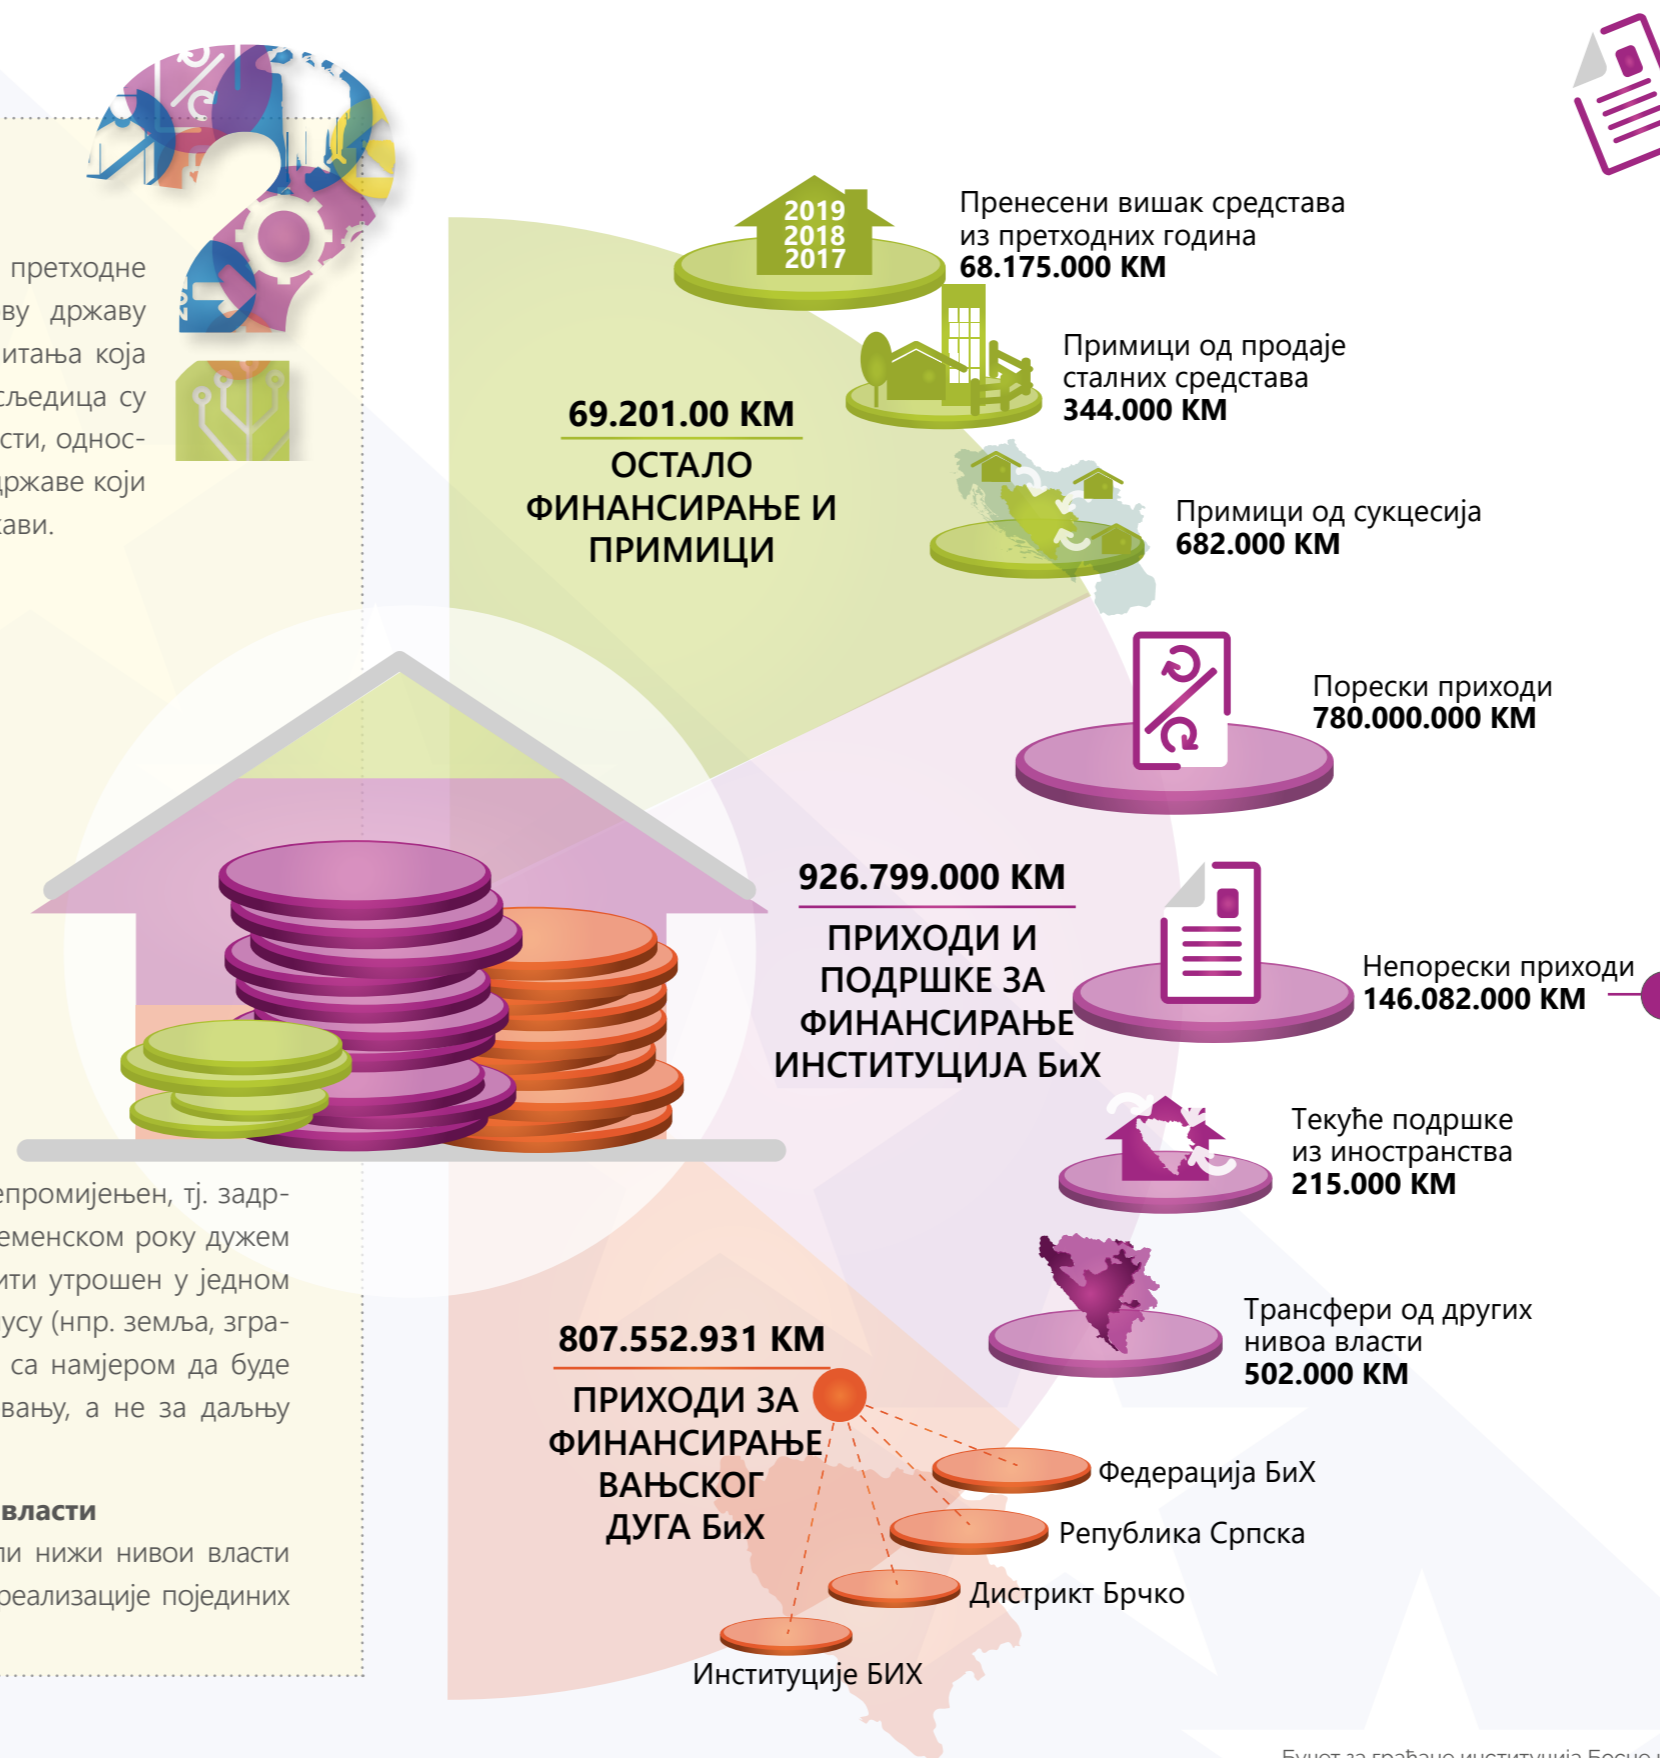 претходне
ву државу
итања која
сљедица су
сти, однос-
државе који
ави.
епромијењен, тј. задр-
еменском року дужем
ити утрошен у једном
усу (нпр. земља, згра-
са намјером да буде
вању, а не за даљњу
власти
ли нижи нивои власти
реализације појединих
2019
2018
2017
Пренесени вишак средстава
из претходних година
68.175.000 КМ
Примици од продаје
сталних средстава
344.000 КМ
Примици од сукцесија
682.000 КМ
69.201.00 КМ
ОСТАЛО
ФИНАНСИРАЊЕ И
ПРИМИЦИ
Порески приходи
780.000.000 КМ
926.799.000 КМ
ПРИХОДИ И
ПОДРШКЕ ЗА
ФИНАНСИРАЊЕ
ИНСТИТУЦИЈА БиХ
Непорески приходи
146.082.000 КМ
Текуће подршке
из иностранства
215.000 КМ
Трансфери од других
нивоа власти
502.000 КМ
807.552.931 КМ
ПРИХОДИ ЗА
ФИНАНСИРАЊЕ
ВАЊСКОГ
ДУГА БиХ
Федерација БиХ
Република Српска
Дистрикт Брчко
Институције БИХ